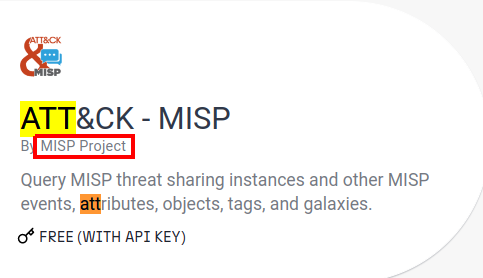 ATT&CK
MISP
ATT&CK - MISP
By MISP Project
Query MISP threat sharing instances and other MISP
events, attributes, objects, tags, and galaxies.
FREE (WITH API KEY)